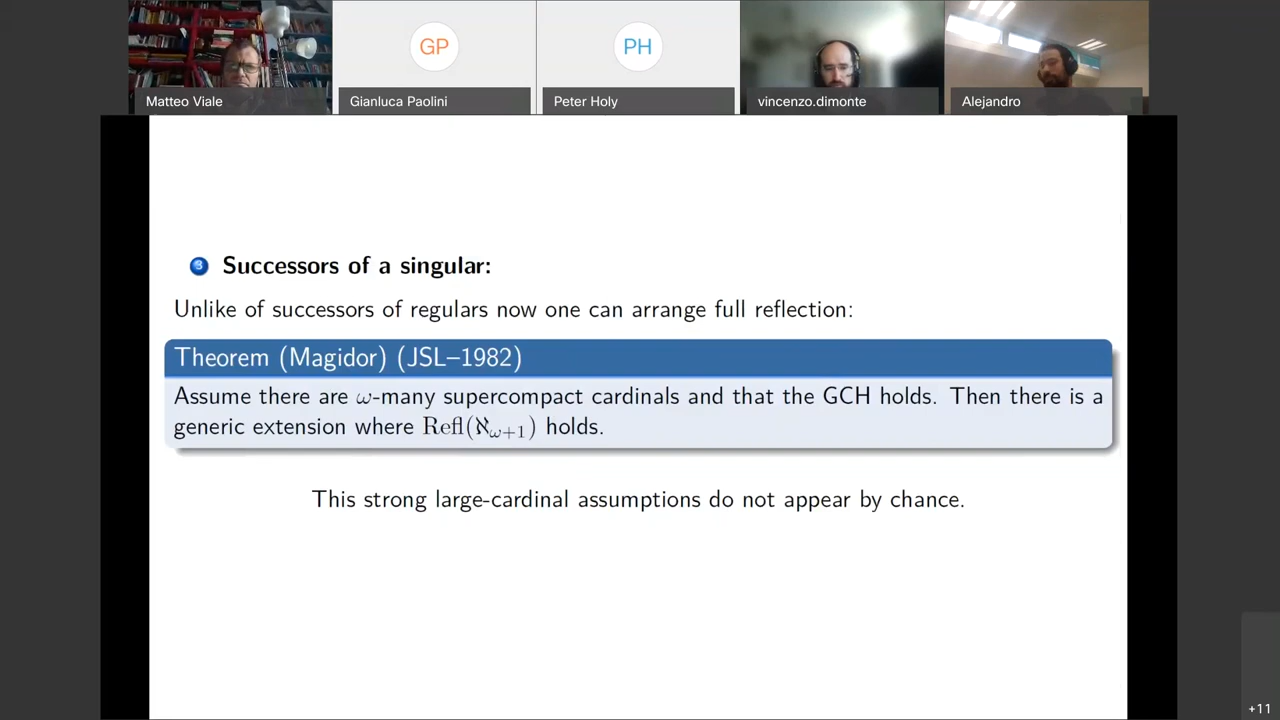 GP
PH
Matteo Viale
Gianluca Paolini
Peter Holy
vincenzo.dimonte
Alejandro
3 Successors of a singular:
Unlike of successors of regulars now one can arrange full reflection:
Theorem (Magidor) (JSL–1982)
Assume there are ω-many supercompact cardinals and that the GCH holds. Then there is a
generic extension where Refl(ℵ_{ω+1}) holds.
This strong large-cardinal assumptions do not appear by chance.
+11